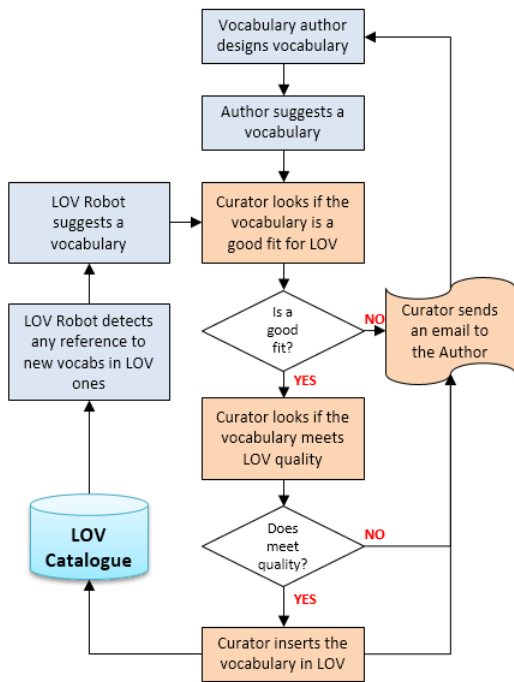 Vocabulary author
designs vocabulary
Author suggests a
vocabulary
LOV Robot
suggests a
vocabulary
Curator looks if the
vocabulary is a
good fit for LOV
LOV Robot detects
any reference to
new vocabs in LOV
ones
Is a
good
fit?
NO
Curator sends
an email to
the Author
YES
Curator looks if the
vocabulary meets
LOV quality
LOV
Catalogue
Does
meet
quality?
NO
YES
Curator inserts the
vocabulary in LOV